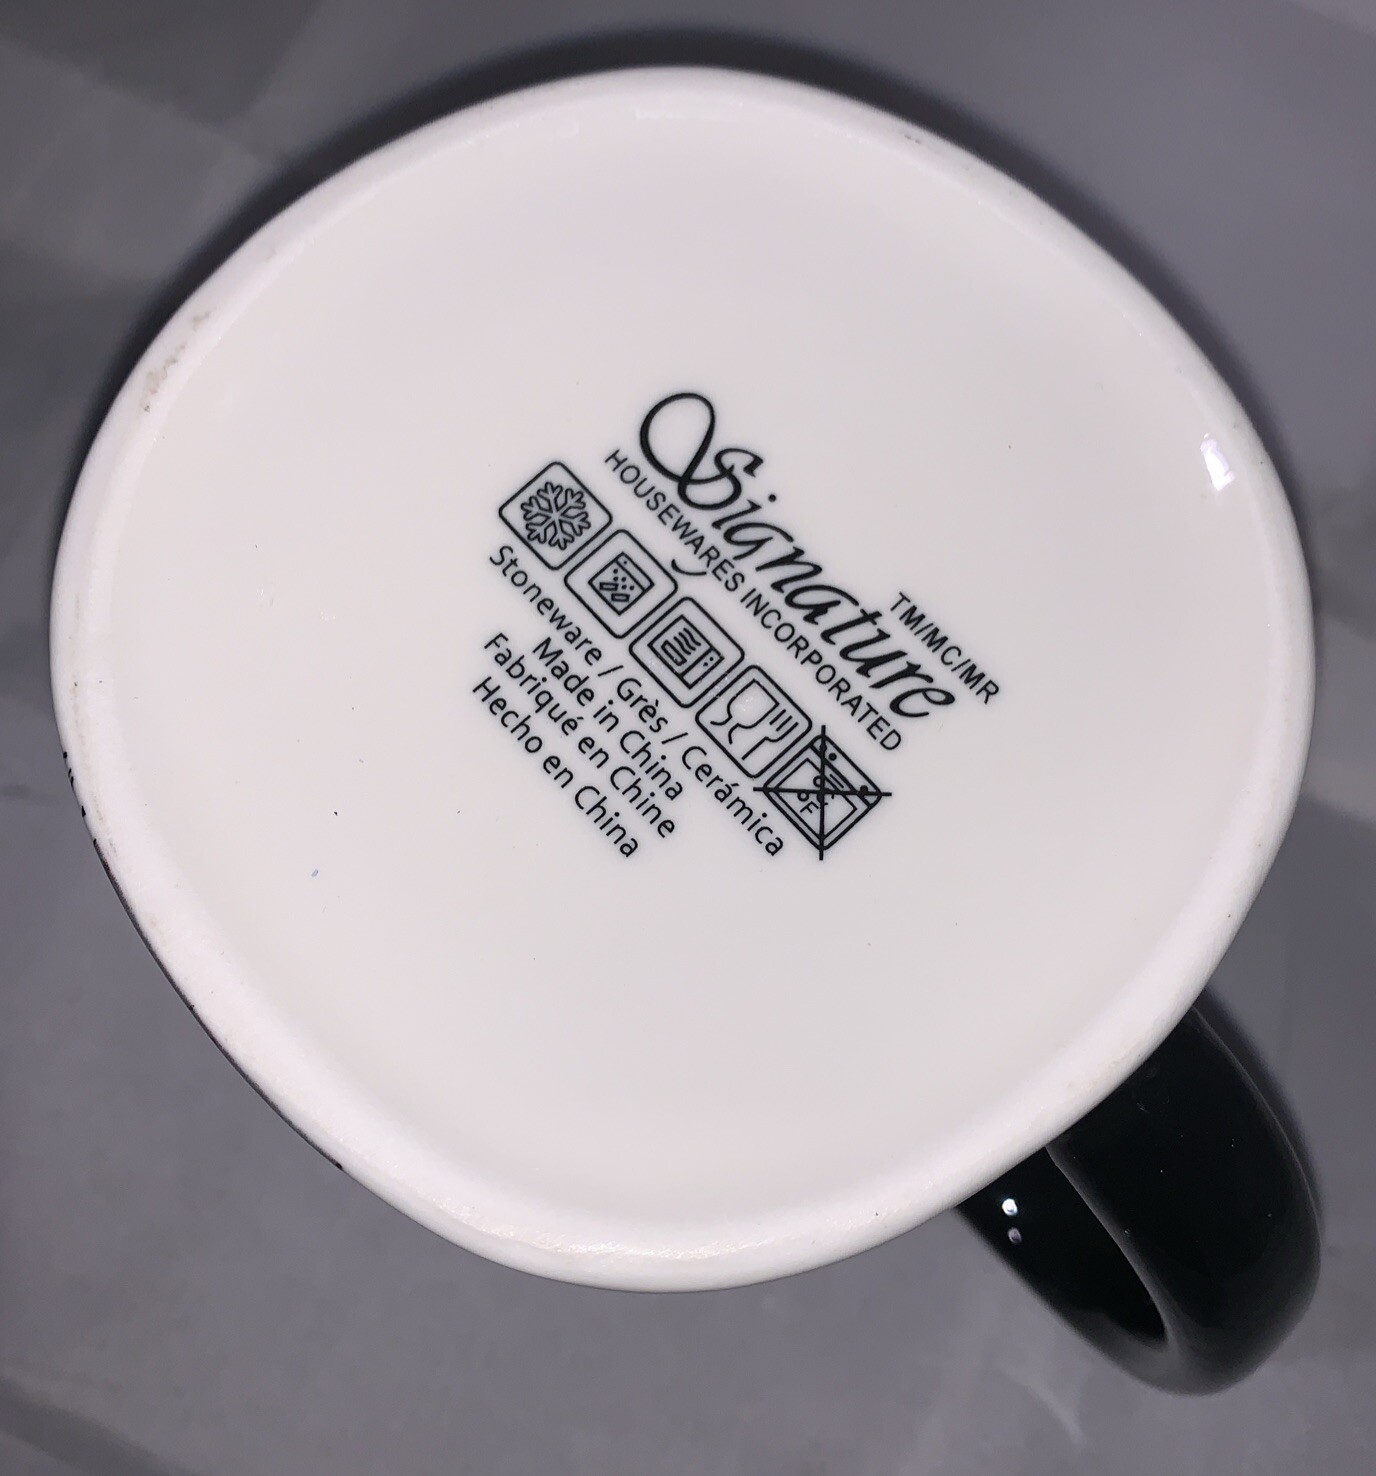 Signature TM/MC/MR
HOUSEWARES INCORPORATED
Stoneware / Grès / Cerámica
Made in China
Fabriqué en Chine
Hecho en China